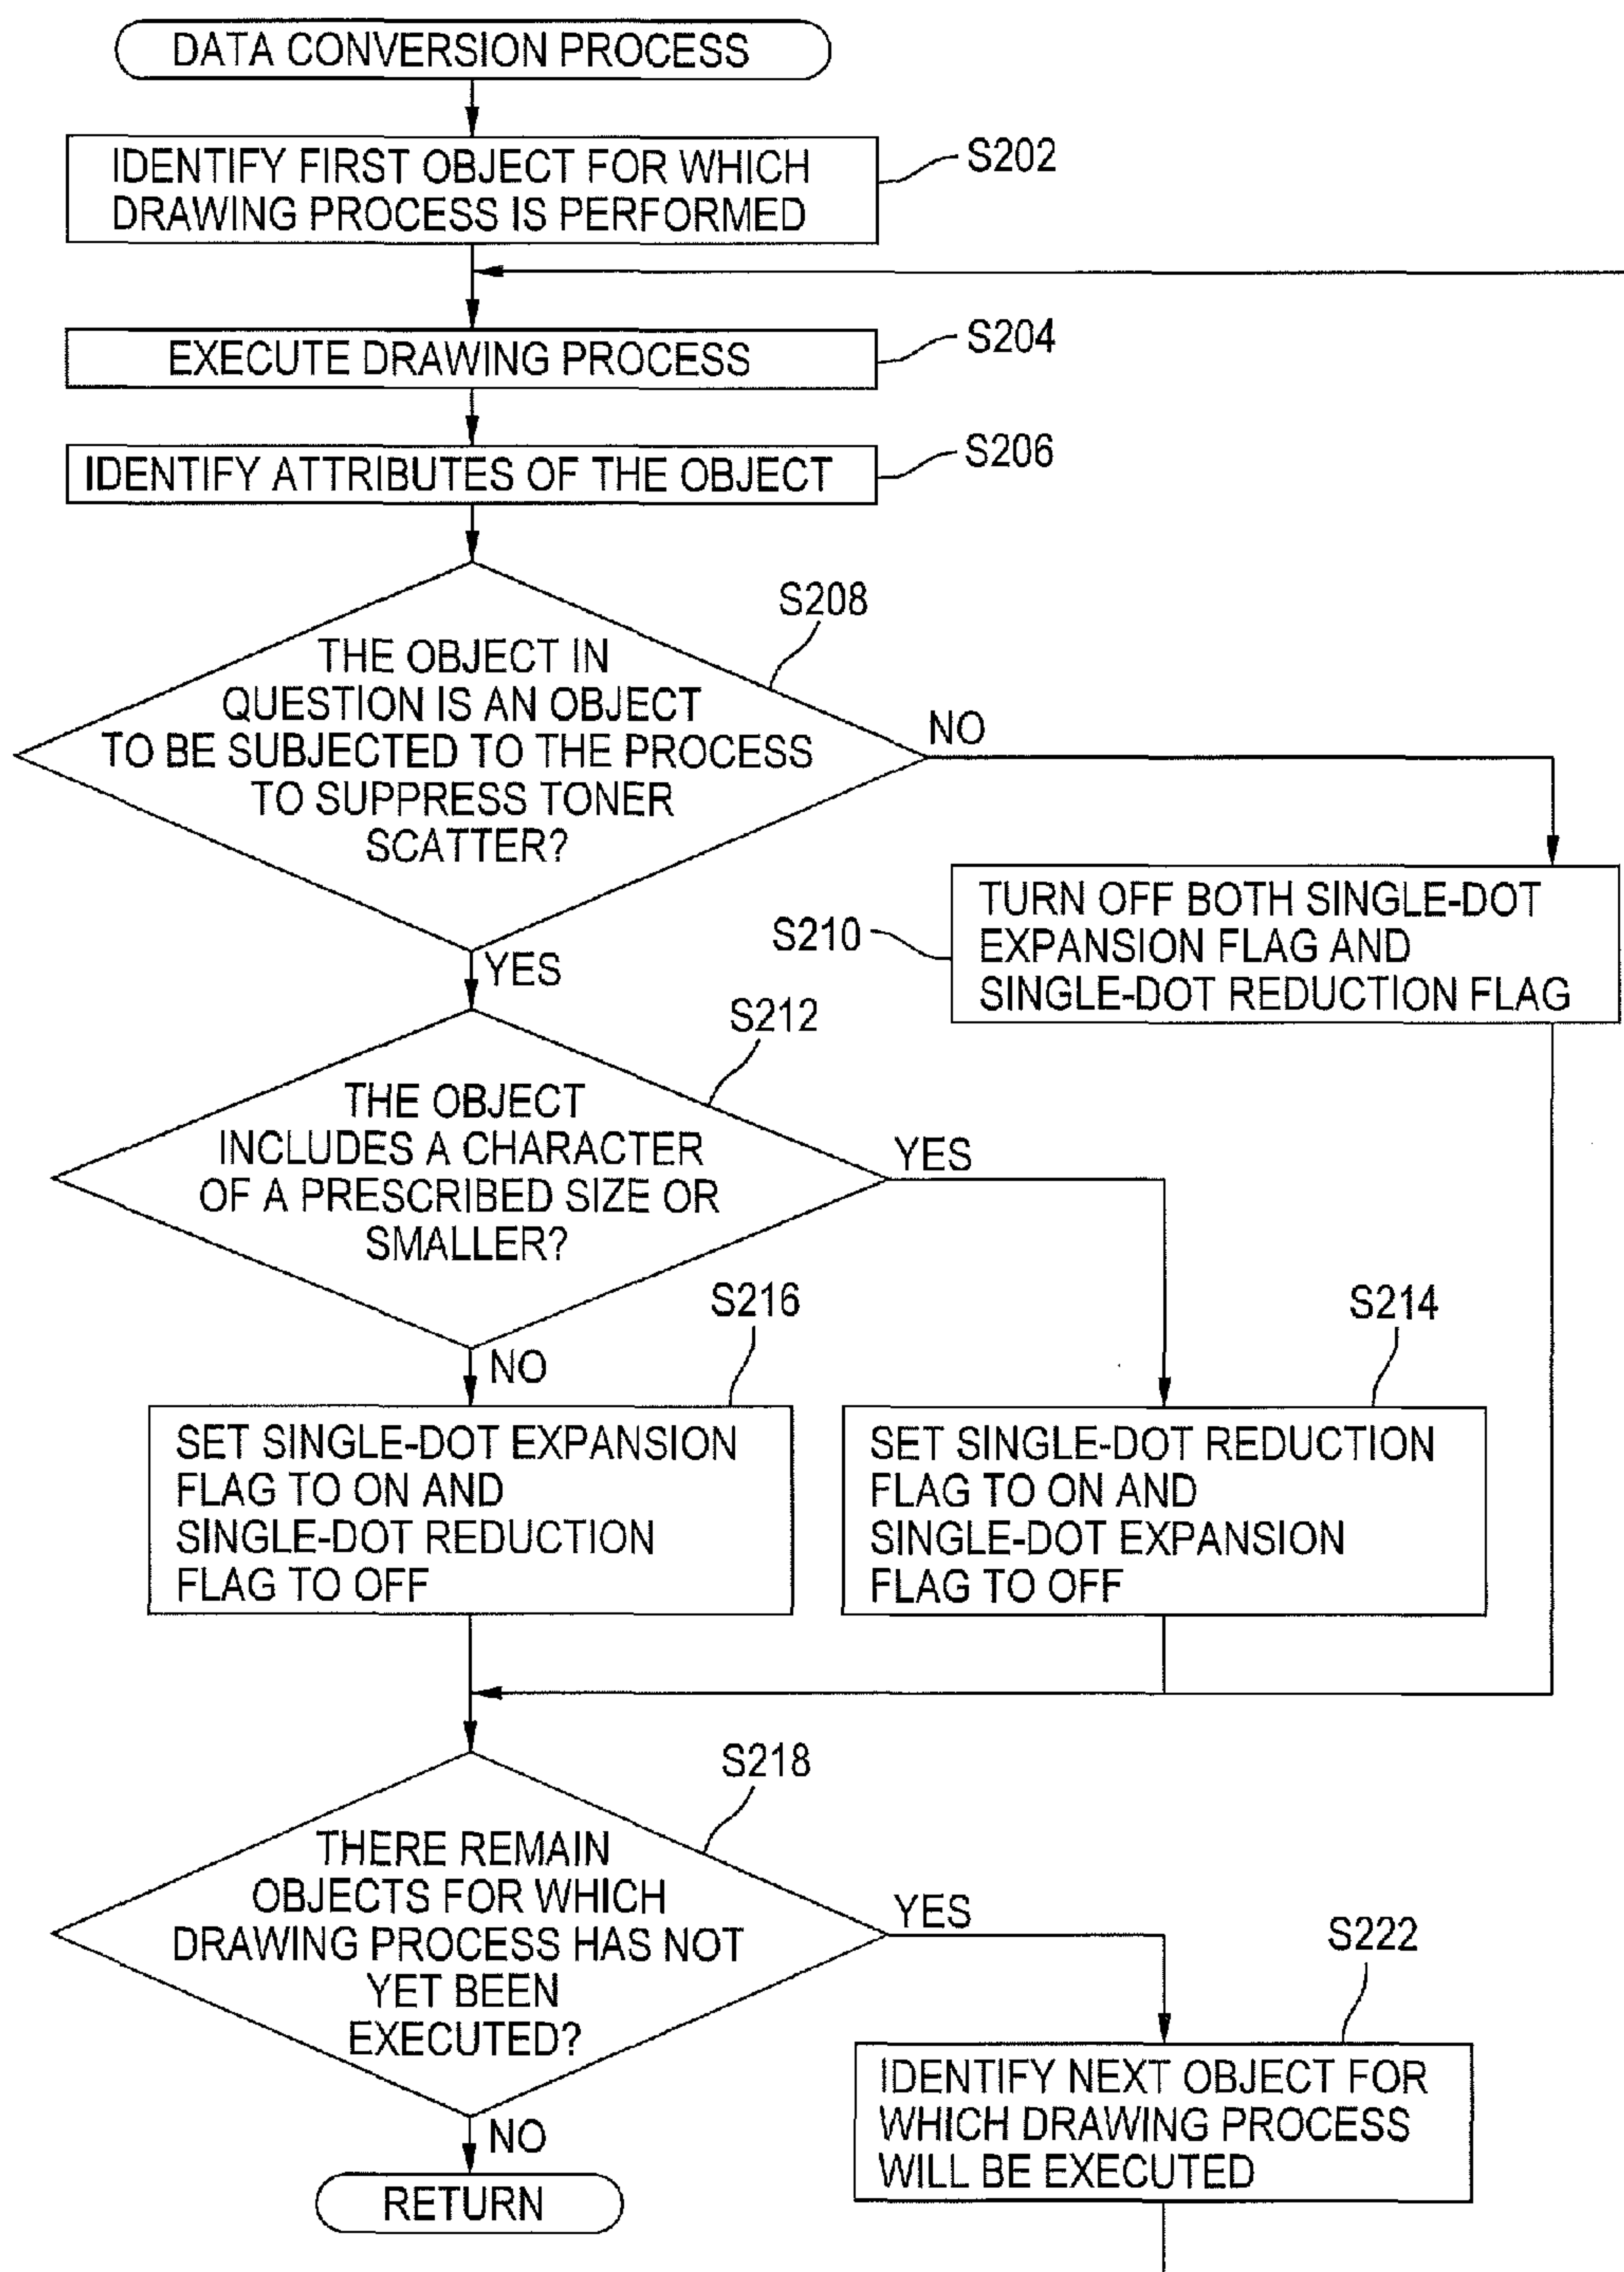 DATA CONVERSION PROCESS
IDENTIFY FIRST OBJECT FOR WHICH
DRAWING PROCESS IS PERFORMED
S202
EXECUTE DRAWING PROCESS
S204
IDENTIFY ATTRIBUTES OF THE OBJECT
S206
S208
THE OBJECT IN
QUESTION IS AN OBJECT
TO BE SUBJECTED TO THE PROCESS
TO SUPPRESS TONER
SCATTER?
NO
YES
S210
TURN OFF BOTH SINGLE-DOT
EXPANSION FLAG AND
SINGLE-DOT REDUCTION FLAG
S212
THE OBJECT
INCLUDES A CHARACTER
OF A PRESCRIBED SIZE OR
SMALLER?
YES
NO
S216
SET SINGLE-DOT EXPANSION
FLAG TO ON AND
SINGLE-DOT REDUCTION
FLAG TO OFF
S214
SET SINGLE-DOT REDUCTION
FLAG TO ON AND
SINGLE-DOT EXPANSION
FLAG TO OFF
S218
THERE REMAIN
OBJECTS FOR WHICH
DRAWING PROCESS HAS NOT
YET BEEN
EXECUTED?
YES
NO
S222
IDENTIFY NEXT OBJECT FOR
WHICH DRAWING PROCESS
WILL BE EXECUTED
RETURN